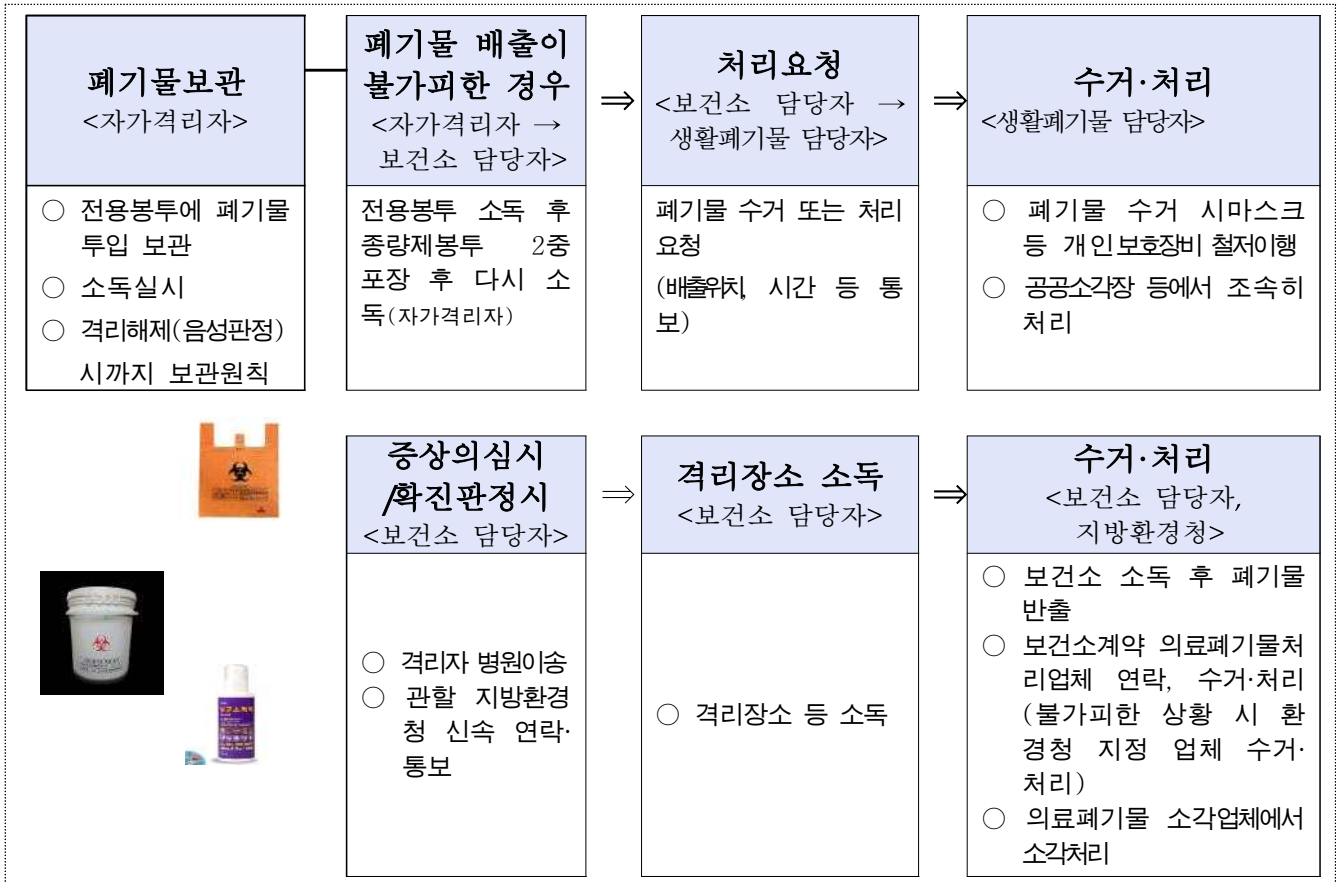 폐기물보관
<자가격리자>
○ 전용봉투에 폐기물
투입 보관
○ 소독실시
○ 격리해제(음성판정)
시까지 보관원칙
폐기물 배출이
불가피한 경우
<자가격리자 →
보건소 담당자>
전용봉투 소독 후
종량제봉투 2중
포장 후 다시 소
독(자가격리자)
⇒
처리요청
<보건소 담당자 →
생활폐기물 담당자>
폐기물 수거 또는 처리
요청
(배출위치, 시간 등 통
보)
⇒
수거·처리
<생활폐기물 담당자>
○ 폐기물 수거 시마스크
등 개인보호장비 철저이행
○ 공공소각장 등에서 조속히
처리
증상의심시
/확진판정시
<보건소 담당자>
○ 격리자 병원이송
○ 관할 지방환경
청 신속 연락·
통보
⇒
격리장소 소독
<보건소 담당자>
○ 격리장소 등 소독
⇒
수거·처리
<보건소 담당자,
지방환경청>
○ 보건소 소독 후 폐기물
반출
○ 보건소계약 의료폐기물처
리업체 연락, 수거·처리
(불가피한 상황 시 환
경청 지정 업체 수거·
처리)
○ 의료폐기물 소각업체에서
소각처리